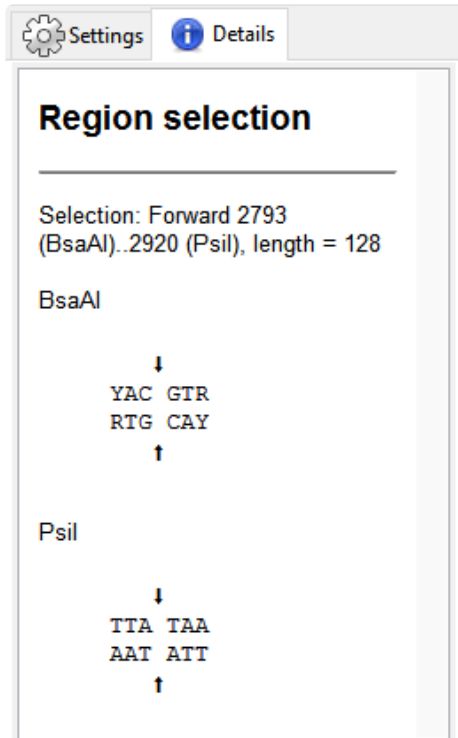 Settings
Details
Region selection
Selection: Forward 2793
(BsaAI)..2920 (PsiI), length = 128
BsaAI
YAC GTR
RTG CAY
PsiI
TTA TAA
AAT ATT